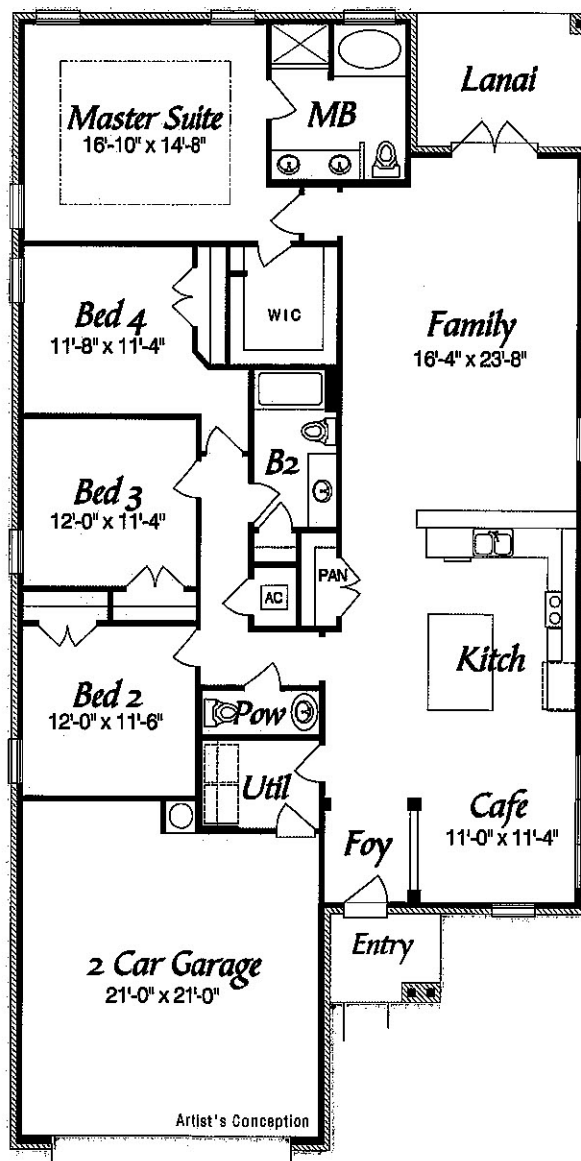 Master Suite
16'-10" x 14'-8"
MB
Lanai
Bed 4
11'-8" x 11'-4"
WIC
Family
16'-4" x 23'-8"
Bed 3
12'-0" x 11'-4"
B2
AC
PAN
Kitch
Bed 2
12'-0" x 11'-6"
Pow
Util
Cafe
11'-0" x 11'-4"
Foy
Entry
2 Car Garage
21'-0" x 21'-0"
Artist's Conception